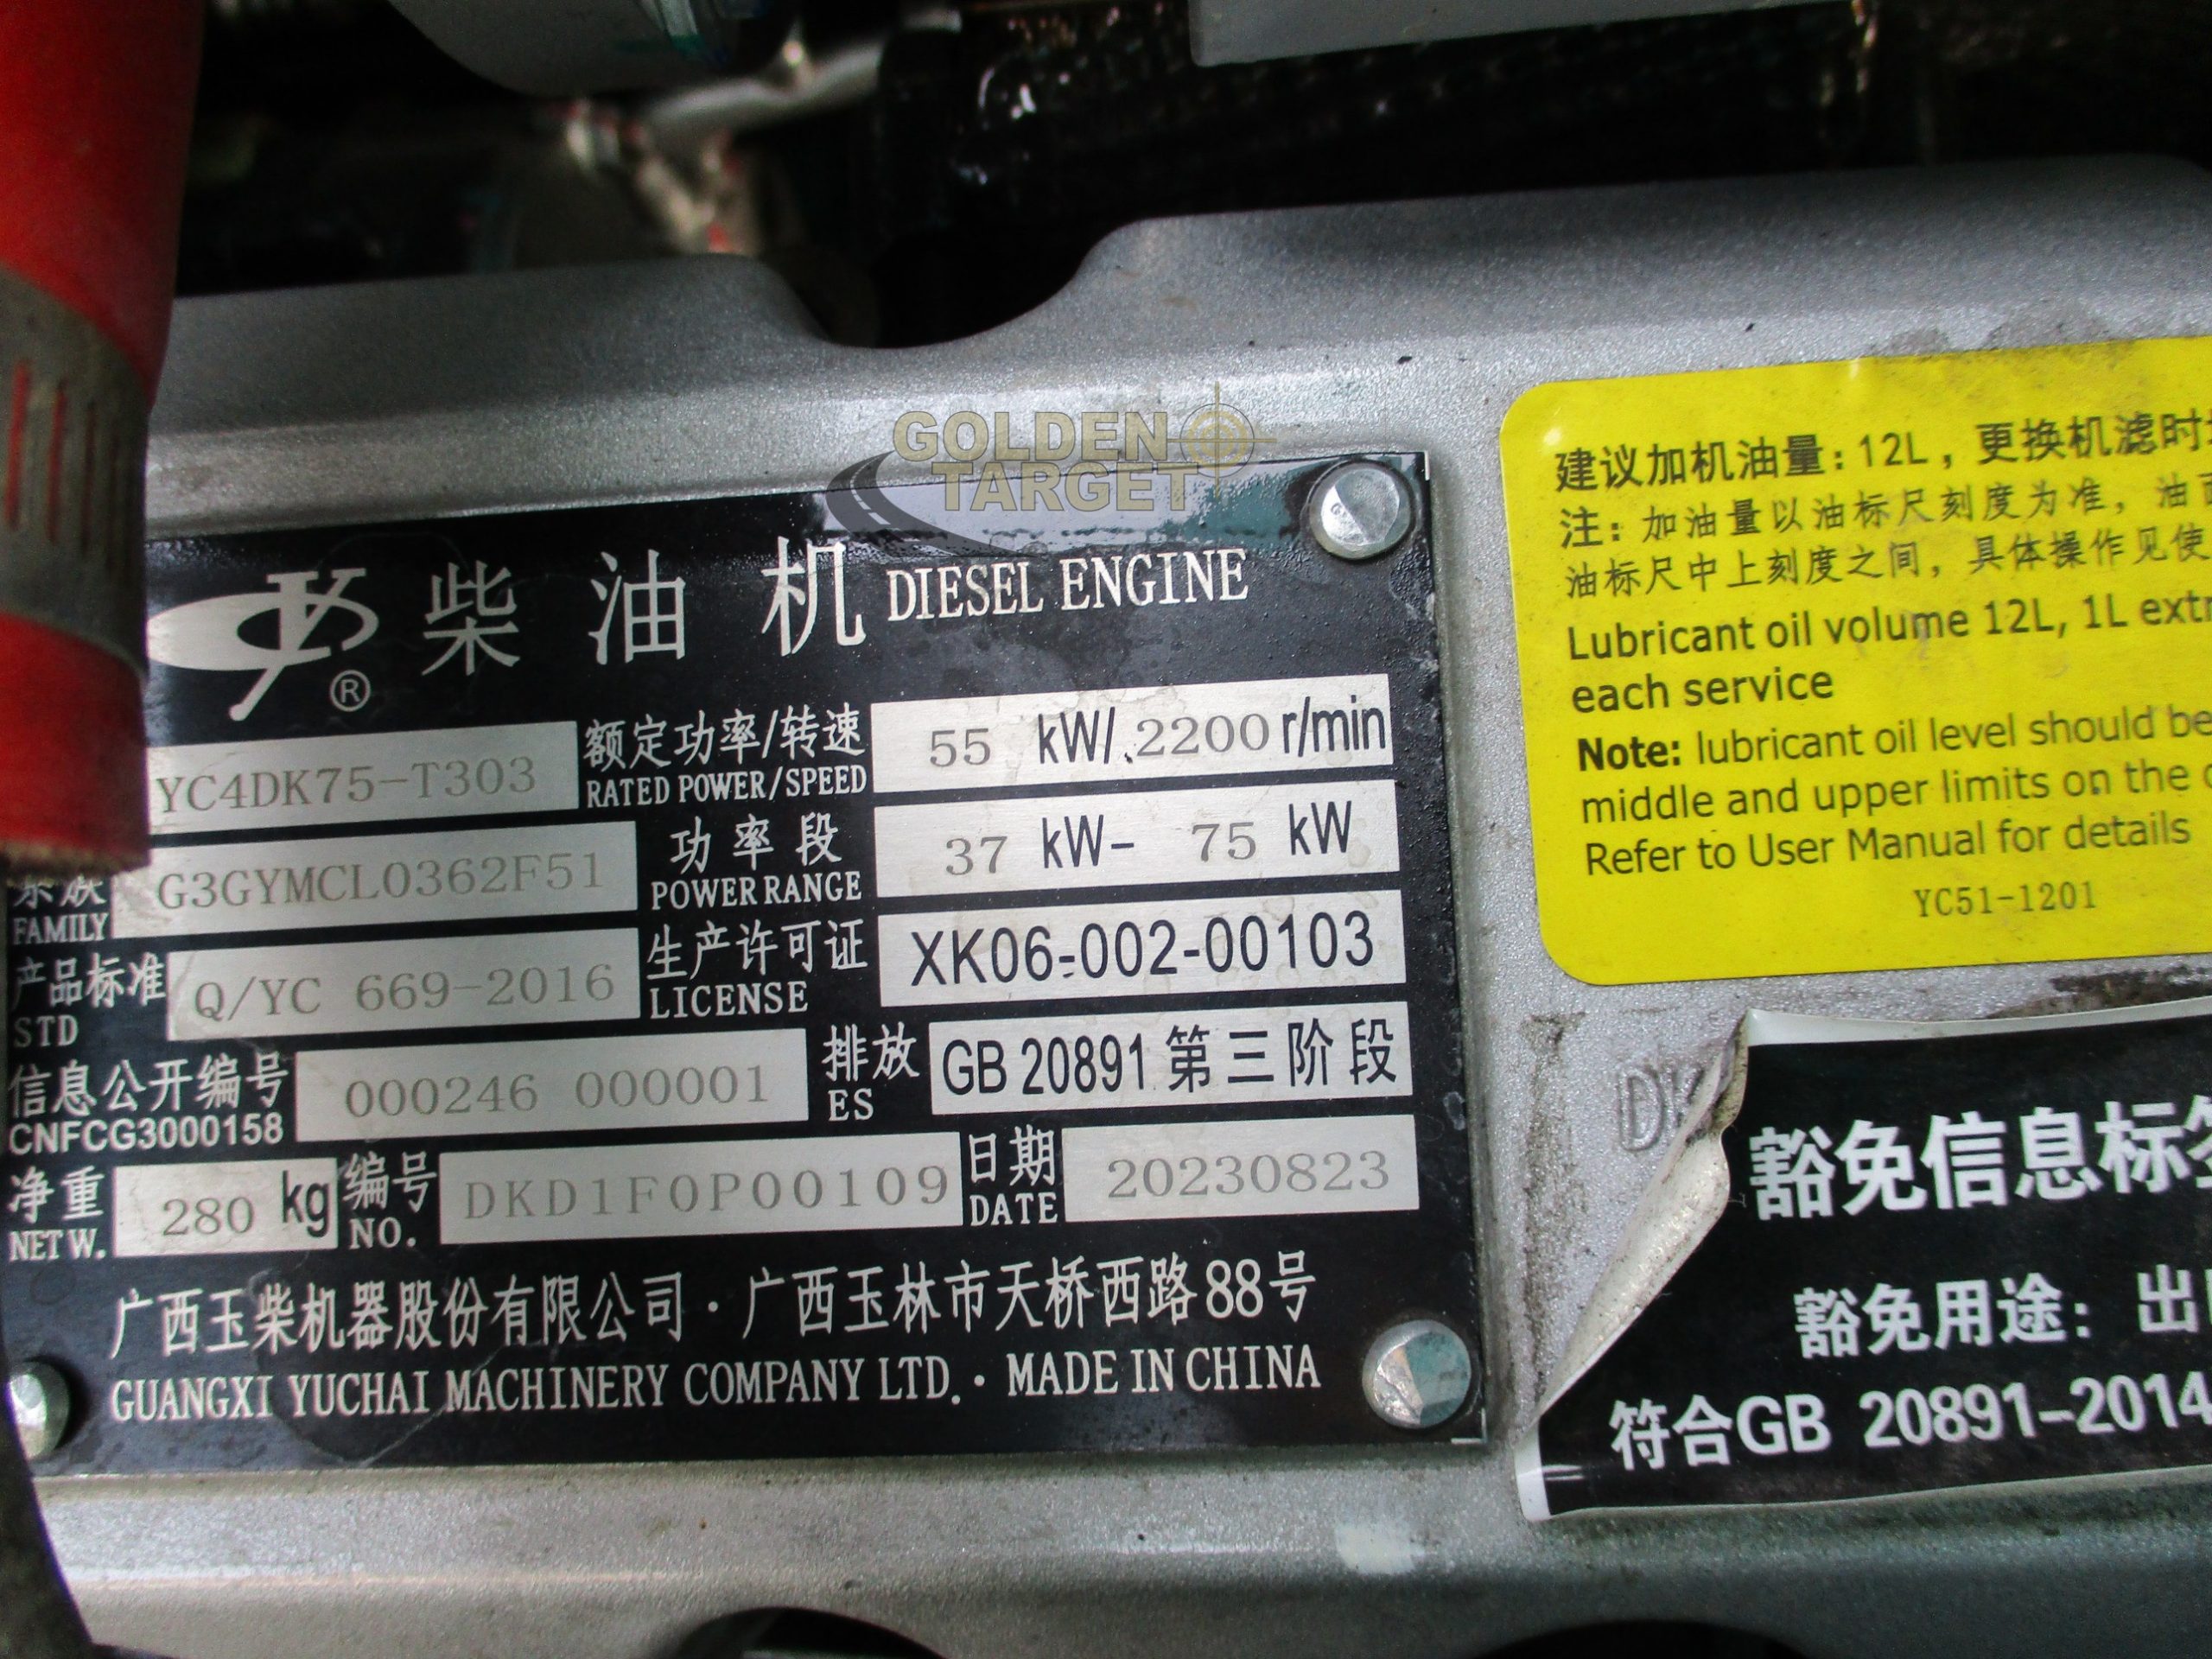 GOLDEN
TARGET
柴油机 DIESEL ENGINE
®
YC4DK75-T303
额定功率/转速
RATED POWER/SPEED
55 kW/ 2200 r/min
系族
FAMILY
G3GYMCL0362F51
功率段
POWER RANGE
37 kW- 75 kW
产品标准
STD
Q/YC 669-2016
生产许可证
LICENSE
XK06-002-00103
信息公开编号
CNFCG3000158
000246 000001
排放
ES
GB 20891 第三阶段
净重
NET W.
280 kg
编号
NO.
DKD1F0P00109
日期
DATE
20230823
广西玉柴机器股份有限公司·广西玉林市天桥西路88号
GUANGXI YUCHAI MACHINERY COMPANY LTD.·MADE IN CHINA
建议加机油量：12L，更换机滤时
注：加油量以油标尺刻度为准，油
油标尺中上刻度之间，具体操作见使
Lubricant oil volume 12L, 1L extr
each service
Note: lubricant oil level should be
middle and upper limits on the
Refer to User Manual for details
YC51-1201
DK
豁免信息标
豁免用途：出
符合GB 20891-2014